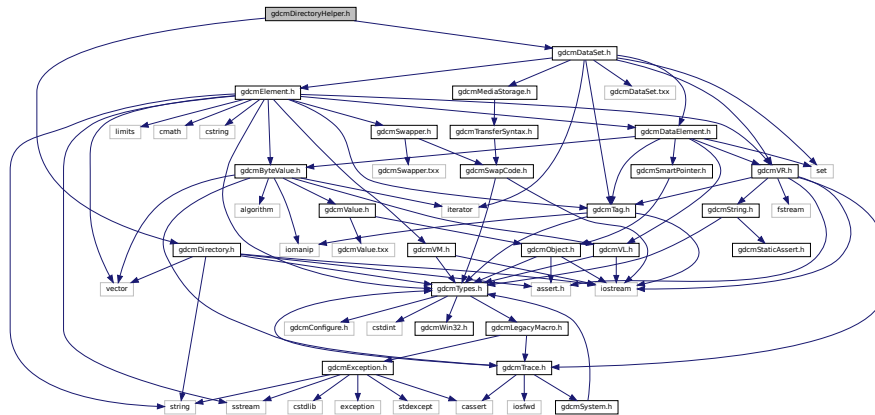 gdcmDirectoryHelper.h
gdcmDataSet.h
gdcmElement.h
gdcmMediaStorage.h
gdcmDataSet.txx
limits
cmath
cstring
gdcmSwapper.h
gdcmTransferSyntax.h
gdcmDataElement.h
gdcmByteValue.h
gdcmSwapper.txx
gdcmSwapCode.h
gdcmSmartPointer.h
gdcmVR.h
set
algorithm
gdcmValue.h
iterator
gdcmTag.h
gdcmString.h
fstream
gdcmDirectory.h
iomanip
gdcmValue.txx
gdcmVM.h
gdcmObject.h
gdcmVL.h
gdcmStaticAssert.h
vector
gdcmTypes.h
assert.h
iostream
gdcmConfigure.h
cstdint
gdcmWin32.h
gdcmLegacyMacro.h
gdcmException.h
gdcmTrace.h
string
sstream
cstdlib
exception
stdexcept
cassert
iosfwd
gdcmSystem.h